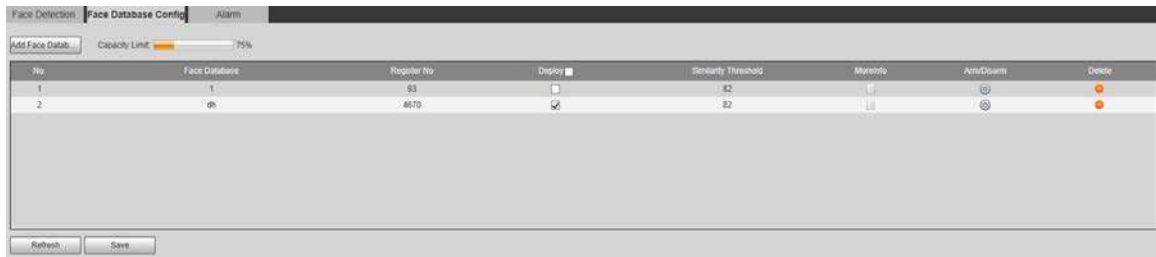 Face Detection Face Database Config Alarm
Add Face Datab... Capacity Limit: 75%
No. Face Database Register No Deploy Similarity Threshold MoreInfo Arm/Disarm Delete
1 1 93 82
2 dh 4670 82
Refresh Save